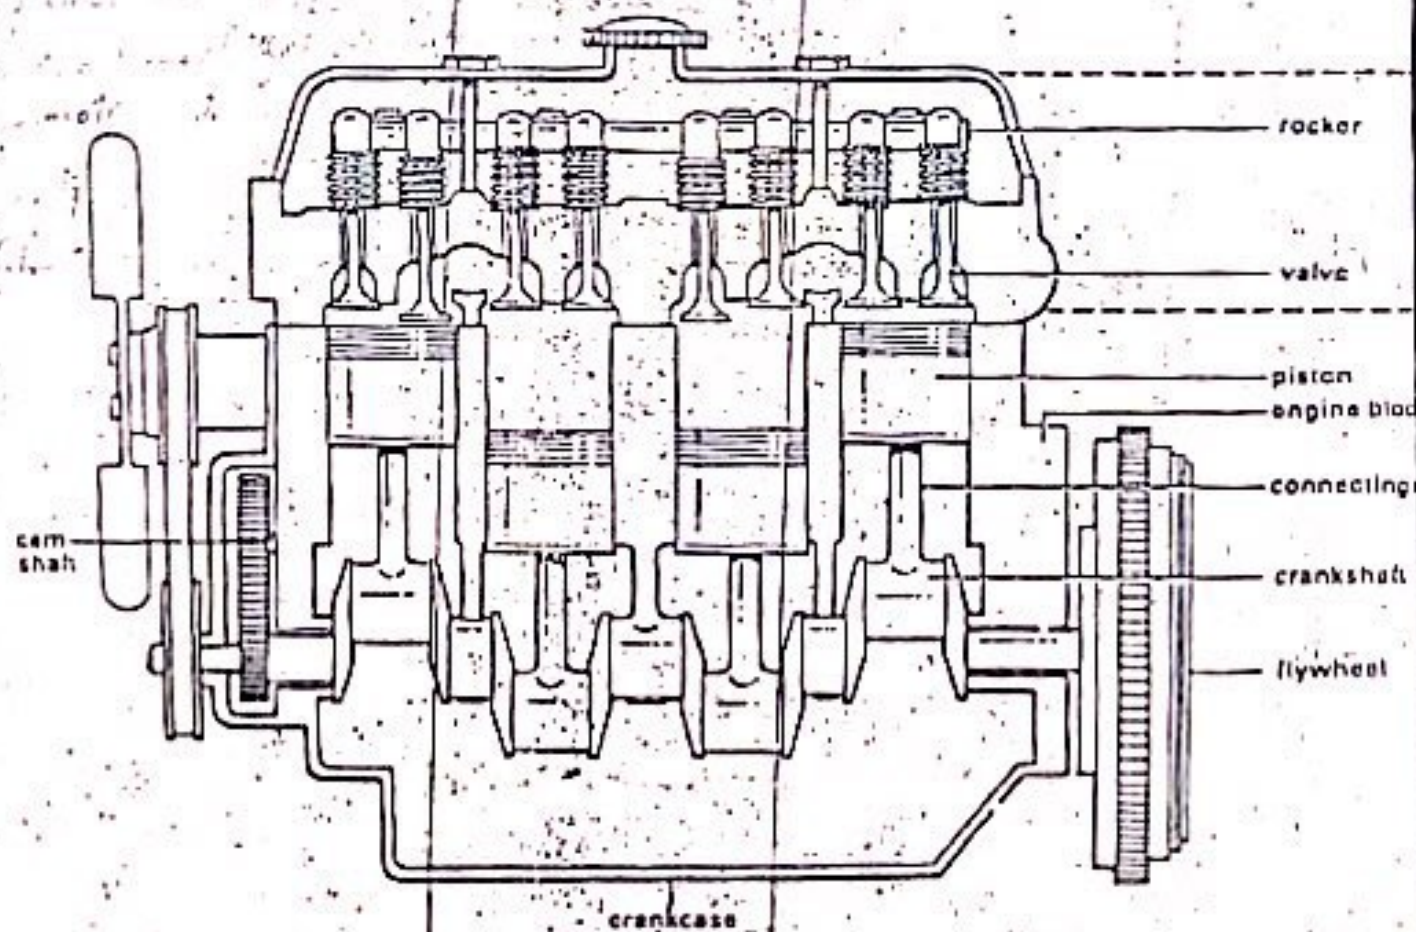 rocker
valve
piston
engine bloc
connecting
cam
shaft
crankshaft
flywheel
crankcase